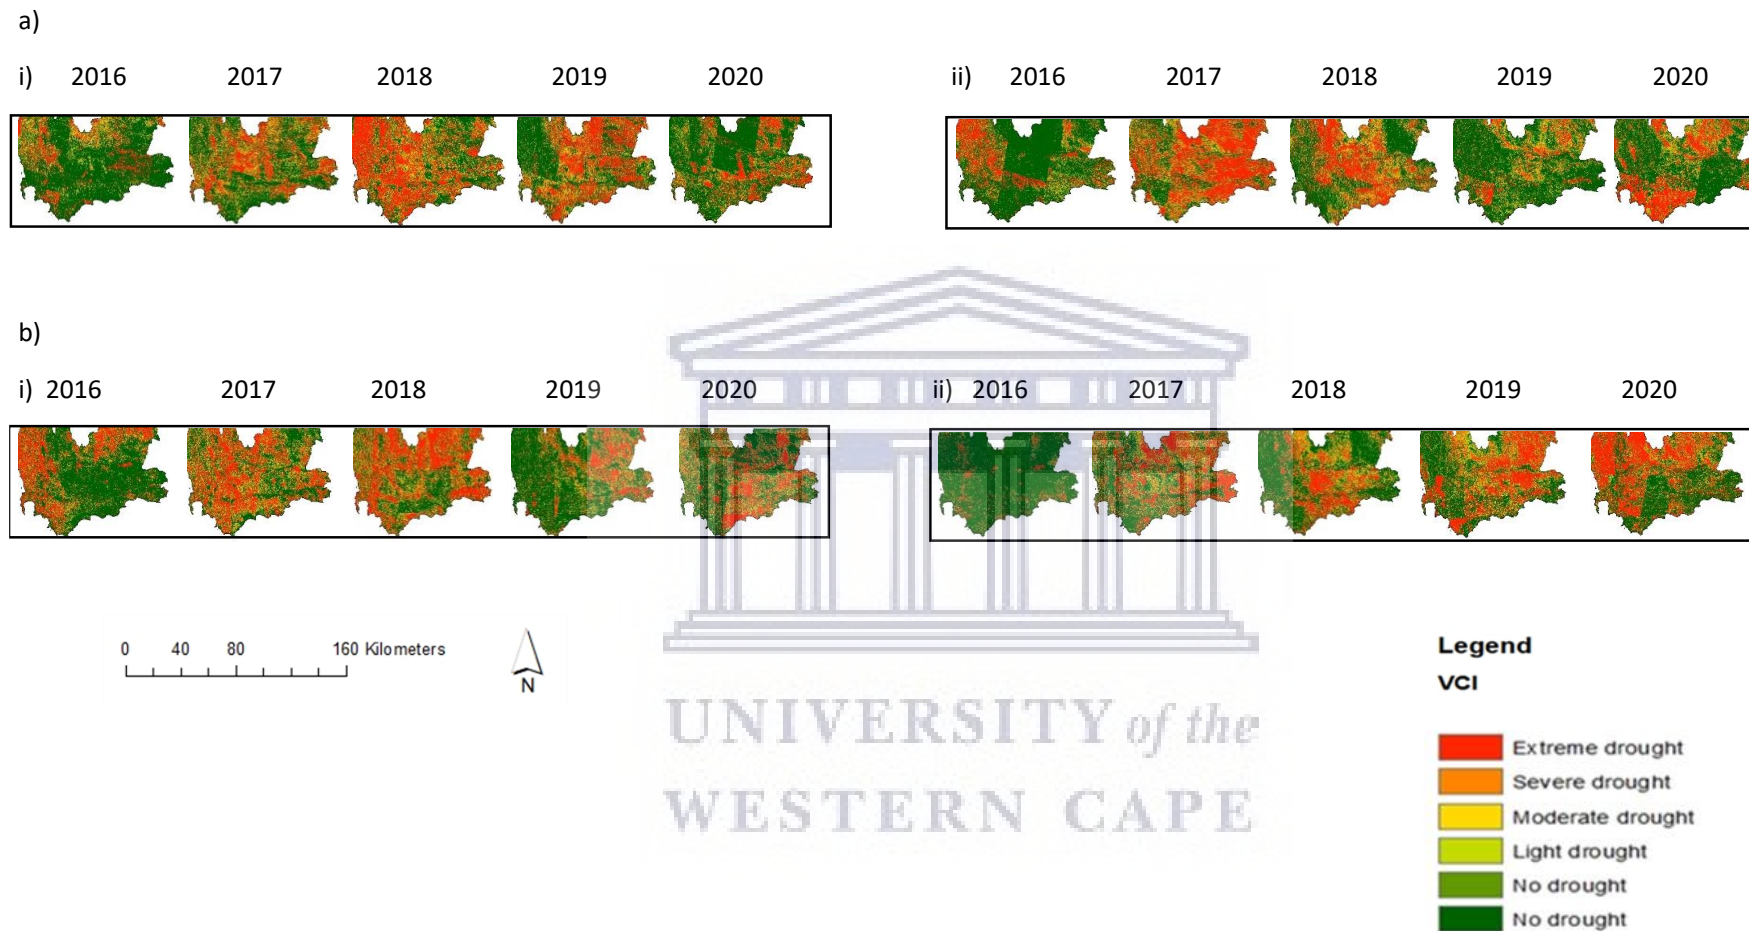 a)
i) 2016 2017 2018 2019 2020 ii) 2016 2017 2018 2019 2020
b)
i) 2016 2017 2018 2019 2020 ii) 2016 2017 2018 2019 2020
0 40 80 160 Kilometers
N
UNIVERSITY of the
WESTERN CAPE
Legend
VCI
Extreme drought
Severe drought
Moderate drought
Light drought
No drought
No drought